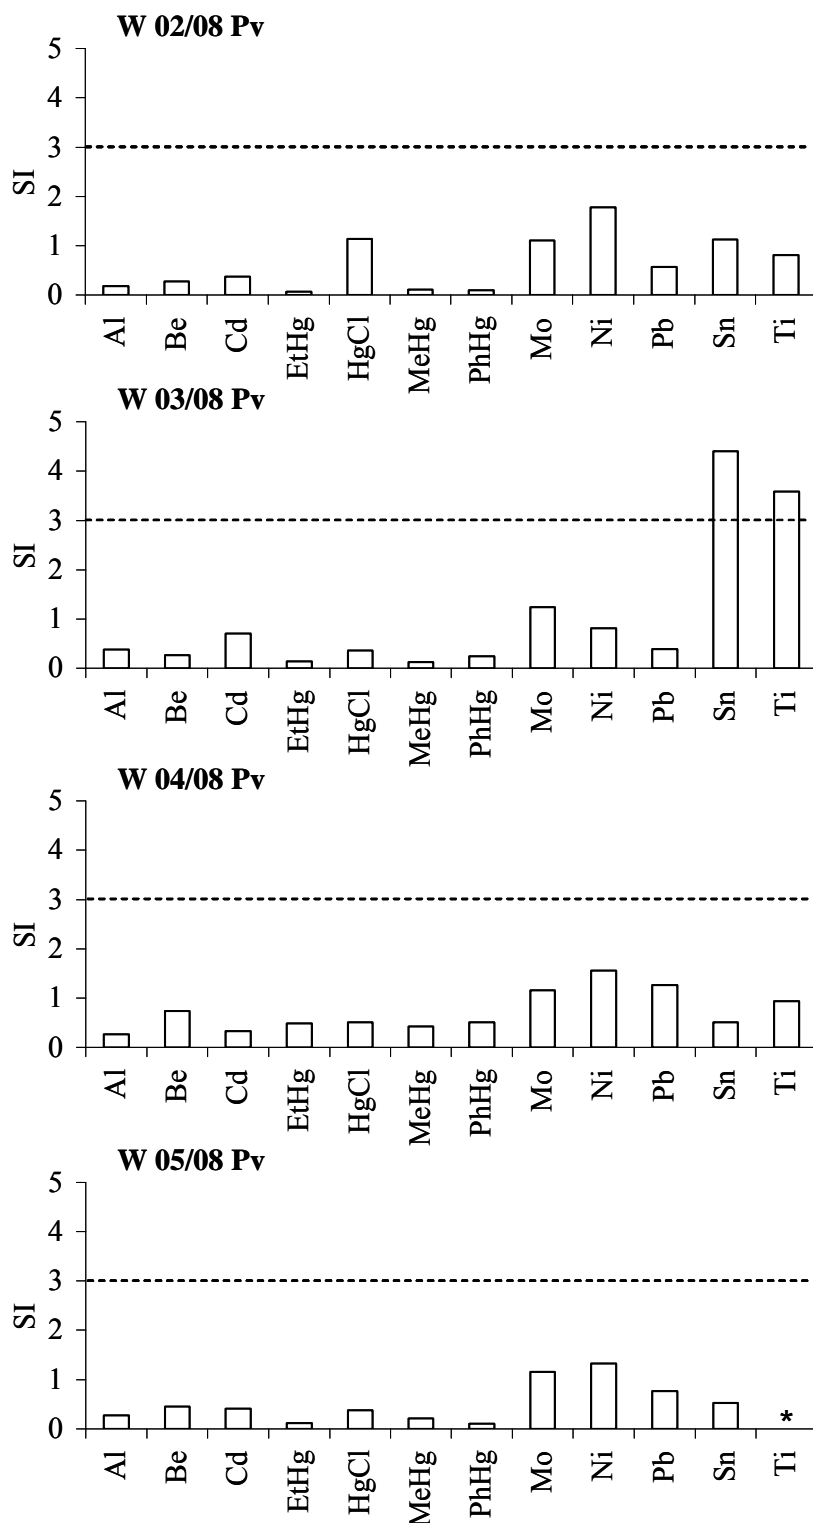 W 02/08 Pv
5
4
3
2
1
0
SI
Al Be Cd EtHg HgCl MeHg PhHg Mo Ni Pb Sn Ti
W 03/08 Pv
5
4
3
2
1
0
SI
Al Be Cd EtHg HgCl MeHg PhHg Mo Ni Pb Sn Ti
W 04/08 Pv
5
4
3
2
1
0
SI
Al Be Cd EtHg HgCl MeHg PhHg Mo Ni Pb Sn Ti
W 05/08 Pv
5
4
3
2
1
0
SI
*
Al Be Cd EtHg HgCl MeHg PhHg Mo Ni Pb Sn Ti